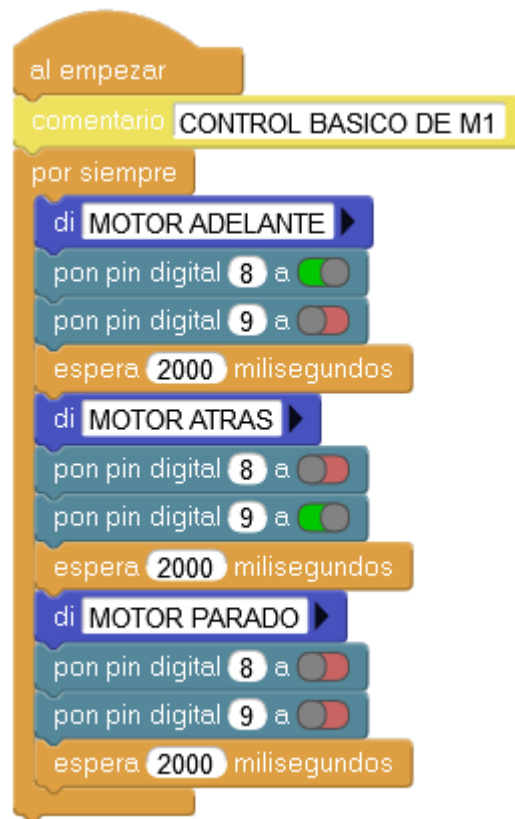 al empezar
comentario CONTROL BASICO DE M1
por siempre
di MOTOR ADELANTE
pon pin digital 8 a
pon pin digital 9 a
espera 2000 milisegundos
di MOTOR ATRAS
pon pin digital 8 a
pon pin digital 9 a
espera 2000 milisegundos
di MOTOR PARADO
pon pin digital 8 a
pon pin digital 9 a
espera 2000 milisegundos